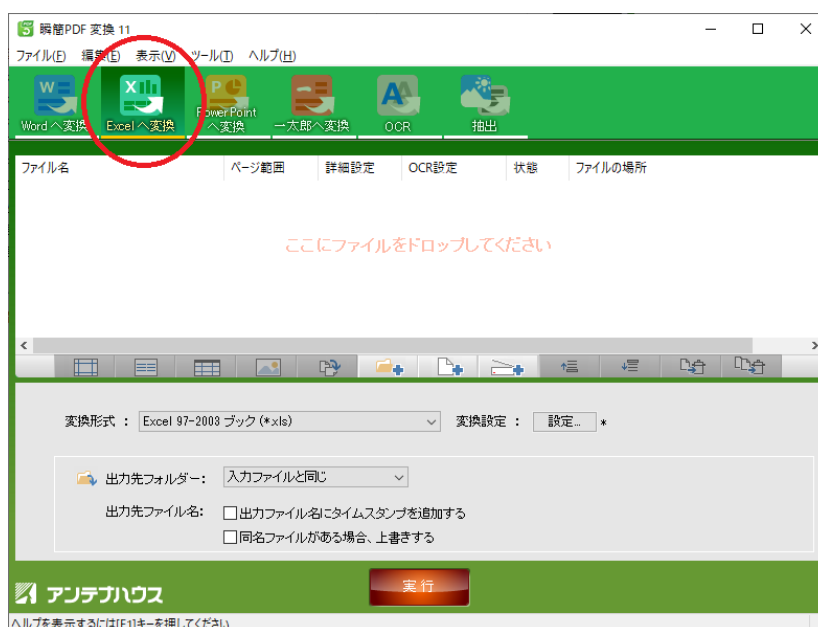 瞬簡PDF 変換 11
ファイル(F) 編集(E) 表示(V) ツール(T) ヘルプ(H)
Word へ変換 Excel へ変換 PowerPoint へ変換 一太郎へ変換 OCR 抽出
ファイル名 ページ範囲 詳細設定 OCR設定 状態 ファイルの場所
ここにファイルをドロップしてください
変換形式 : Excel 97-2003 ブック (*.xls) 変換設定 : 設定... *
出力先フォルダー: 入力ファイルと同じ
出力先ファイル名: 出力ファイル名にタイムスタンプを追加する
同名ファイルがある場合、上書きする
アンテナハウス 実行
ヘルプを表示するには[F1]キーを押してください